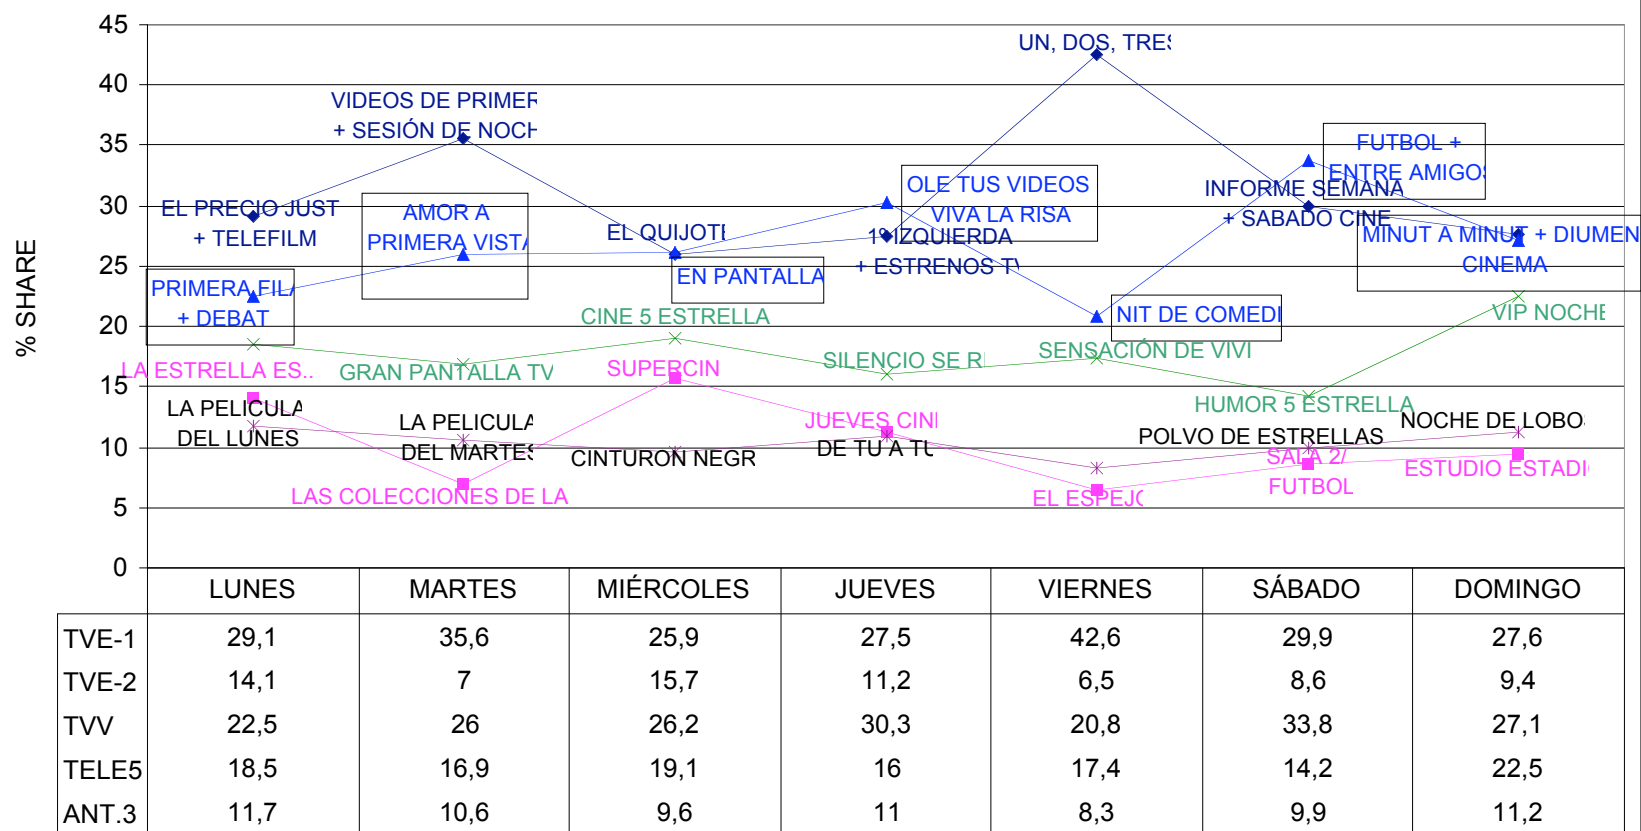 % SHARE
45
40
35
30
25
20
15
10
5
0
UN, DOS, TRES
VIDEOS DE PRIMER
+ SESIÓN DE NOCH
FUTBOL +
ENTRE AMIGOS
OLE TUS VIDEOS
VIVA LA RISA
INFORME SEMANA
+ SABADO CINE
EL PRECIO JUST
+ TELEFILM
AMOR A
PRIMERA VISTA
EL QUIJOTE
1º IZQUIERDA
+ ESTRENOS TV
MINUT A MINUT + DIUMEN
CINEMA
EN PANTALLA
PRIMERA FILA
+ DEBAT
NIT DE COMEDI
CINE 5 ESTRELLA
VIP NOCHE
SENSACIÓN DE VIVI
SILENCIO SE RU
LA ESTRELLA ES..
GRAN PANTALLA TV
SUPERCIN
HUMOR 5 ESTRELLA
LA PELICULA
DEL LUNES
LA PELICULA
DEL MARTES
JUEVES CINE
DE TU A TU
NOCHE DE LOBOS
POLVO DE ESTRELLAS
CINTURON NEGR
SALA 2/
FUTBOL
ESTUDIO ESTADIO
LAS COLECCIONES DE LA
EL ESPEJO
LUNES MARTES MIÉRCOLES JUEVES VIERNES SÁBADO DOMINGO
TVE-1 29,1 35,6 25,9 27,5 42,6 29,9 27,6
TVE-2 14,1 7 15,7 11,2 6,5 8,6 9,4
TVV 22,5 26 26,2 30,3 20,8 33,8 27,1
TELE5 18,5 16,9 19,1 16 17,4 14,2 22,5
ANT.3 11,7 10,6 9,6 11 8,3 9,9 11,2